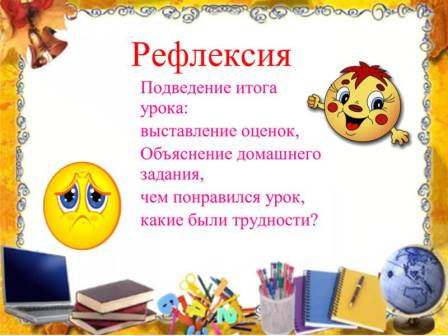 Рефлексия
Подведение итога
урока:
выставление оценок,
Объяснение домашнего
задания,
чем понравился урок,
какие были трудности?